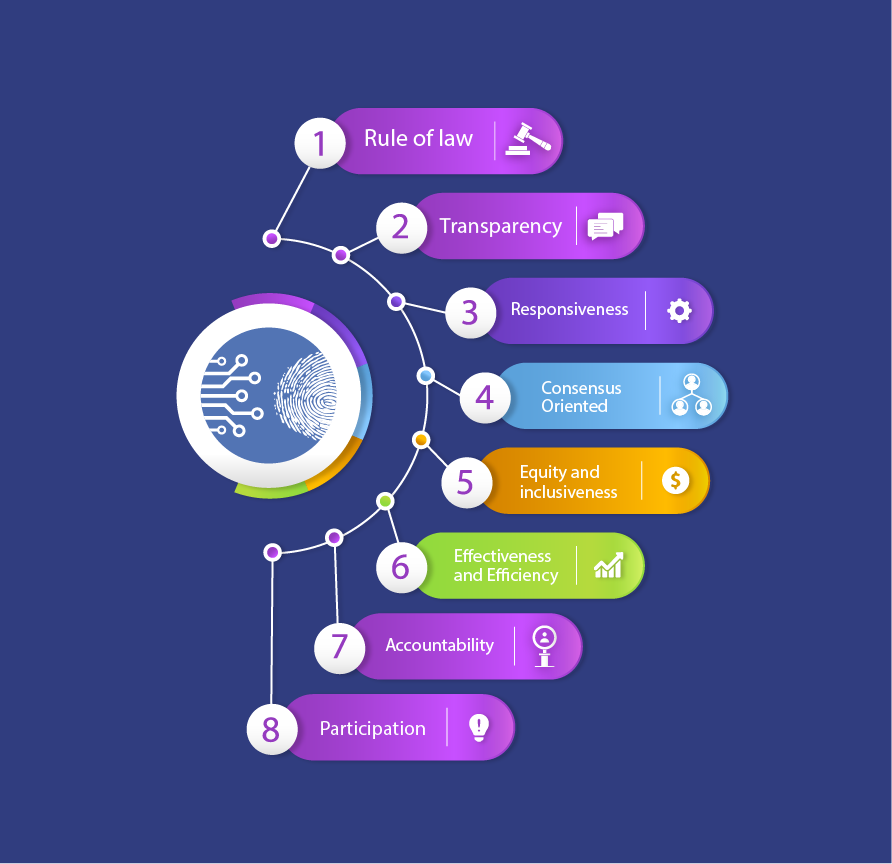 1
Rule of law
2
Transparency
3
Responsiveness
4
Consensus
Oriented
5
Equity and
inclusiveness
$
6
Effectiveness
and Efficiency
7
Accountability
8
Participation
!